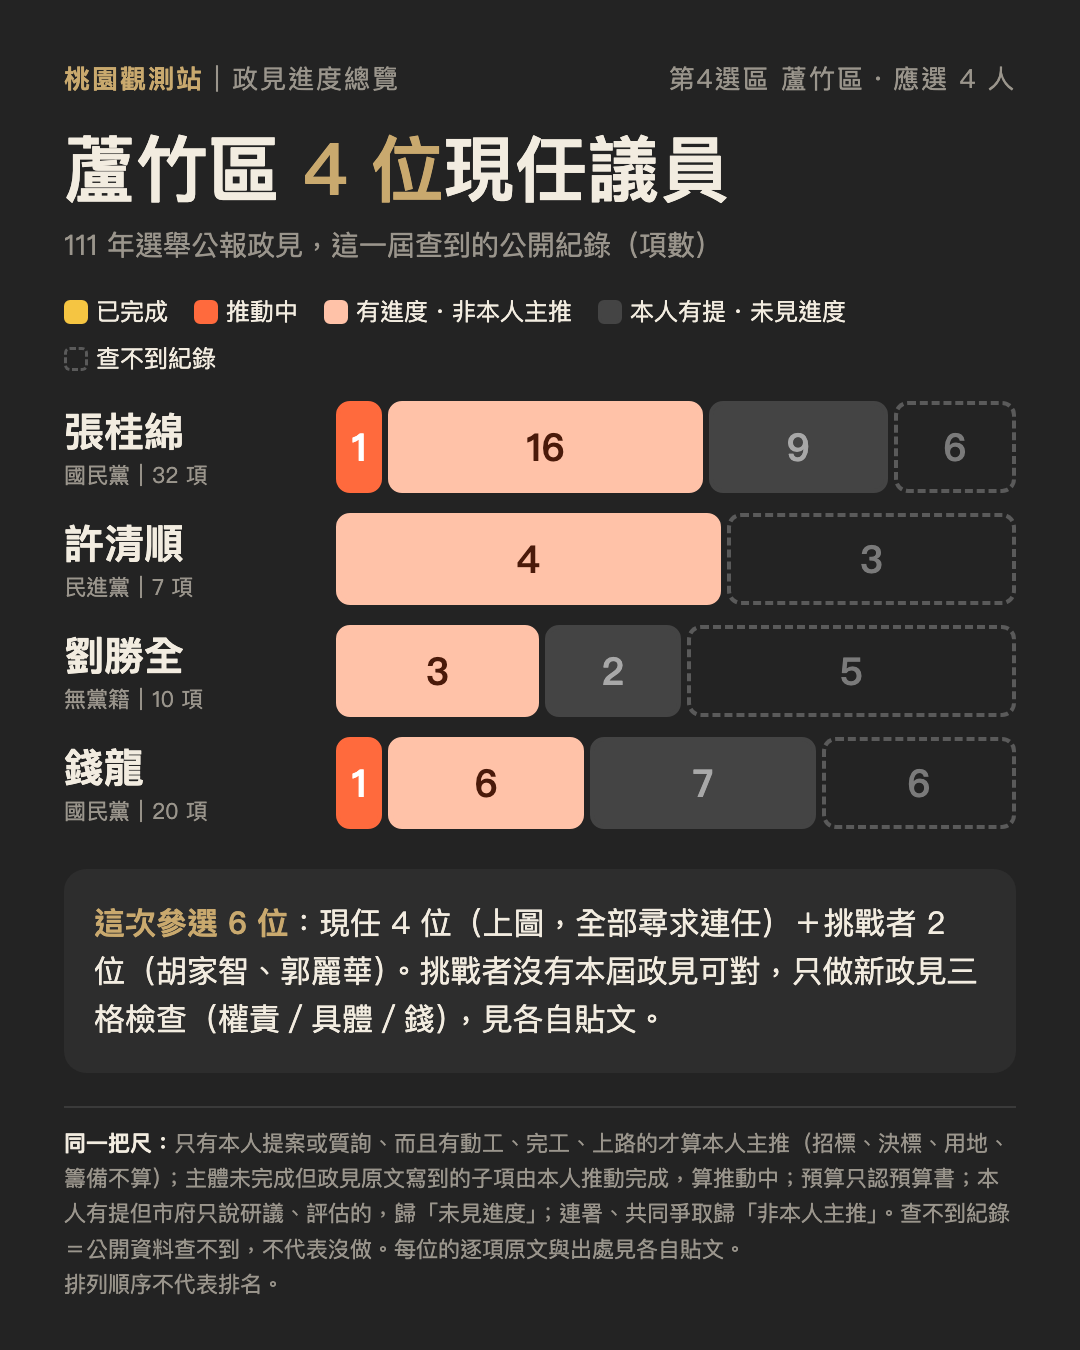 桃園觀測站｜政見進度總覽
第4選區 蘆竹區・應選 4 人
蘆竹區 4 位現任議員
111 年選舉公報政見，這一屆查到的公開紀錄（項數）
已完成 推動中 有進度・非本人主推 本人有提・未見進度
查不到紀錄
張桂綿
國民黨｜32 項
1 16 9 6
許清順
民進黨｜7 項
4 3
劉勝全
無黨籍｜10 項
3 2 5
錢龍
國民黨｜20 項
1 6 7 6
這次參選 6 位：現任 4 位（上圖，全部尋求連任）＋挑戰者 2
位（胡家智、郭麗華）。挑戰者沒有本屆政見可對，只做新政見三
格檢查（權責 / 具體 / 錢），見各自貼文。
同一把尺：只有本人提案或質詢、而且有動工、完工、上路的才算本人主推（招標、決標、用地、
籌備不算）；主體未完成但政見原文寫到的子項由本人推動完成，算推動中；預算只認預算書；本
人有提但市府只說研議、評估的，歸「未見進度」；連署、共同爭取歸「非本人主推」。查不到紀錄
＝公開資料查不到，不代表沒做。每位的逐項原文與出處見各自貼文。
排列順序不代表排名。